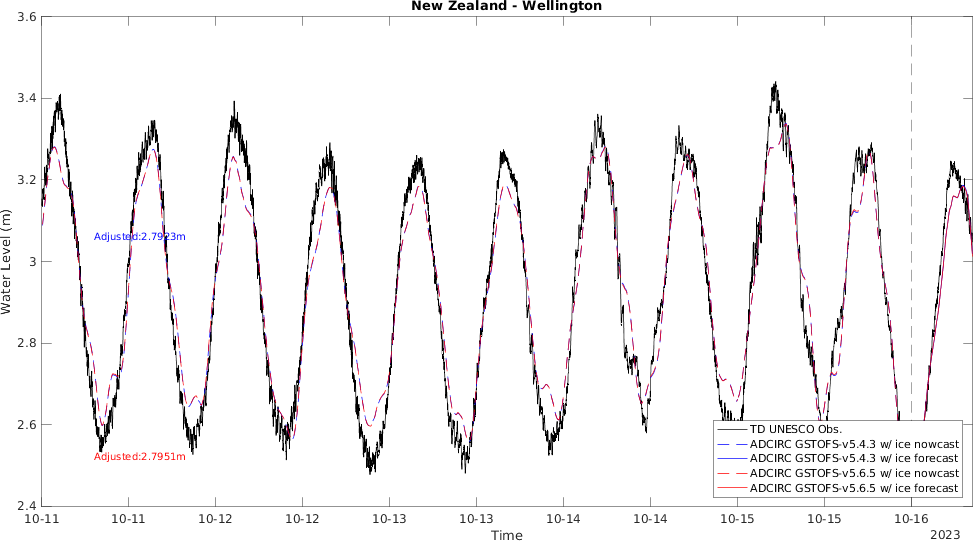 New Zealand - Wellington
3.6
3.4
3.2
3
2.8
2.6
2.4
Water Level (m)
Adjusted:2.7923m
Adjusted:2.7951m
TD UNESCO Obs.
ADCIRC GSTOFS-v5.4.3 w/ ice nowcast
ADCIRC GSTOFS-v5.4.3 w/ ice forecast
ADCIRC GSTOFS-v5.6.5 w/ ice nowcast
ADCIRC GSTOFS-v5.6.5 w/ ice forecast
10-11 10-11 10-12 10-12 10-13 10-13 10-14 10-14 10-15 10-15 10-16
Time
2023